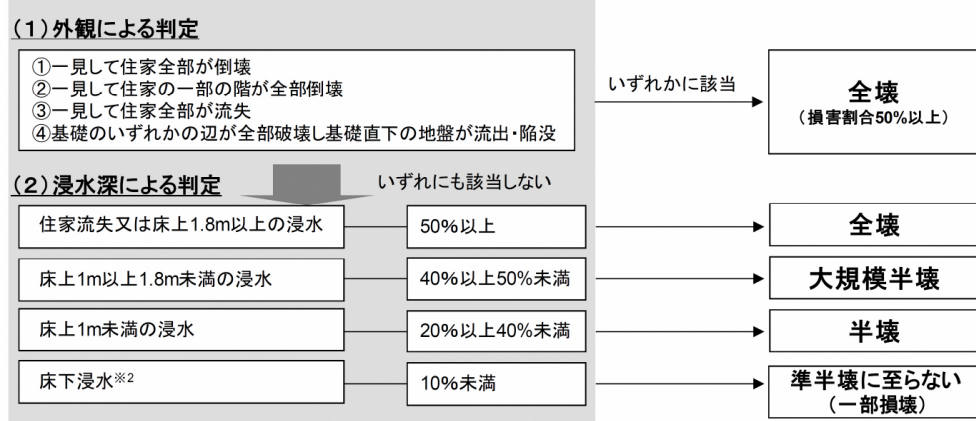 (1)外観による判定
①一見して住家全部が倒壊
②一見して住家の一部の階が全部倒壊
③一見して住家全部が流失
④基礎のいずれかの辺が全部破壊し基礎直下の地盤が流出・陥没
いずれかに該当
全壊
(損害割合50%以上)
(2)浸水深による判定
いずれにも該当しない
住家流失又は床上1.8m以上の浸水
50%以上
全壊
床上1m以上1.8m未満の浸水
40%以上50%未満
大規模半壊
床上1m未満の浸水
20%以上40%未満
半壊
床下浸水※2
10%未満
準半壊に至らない
(一部損壊)